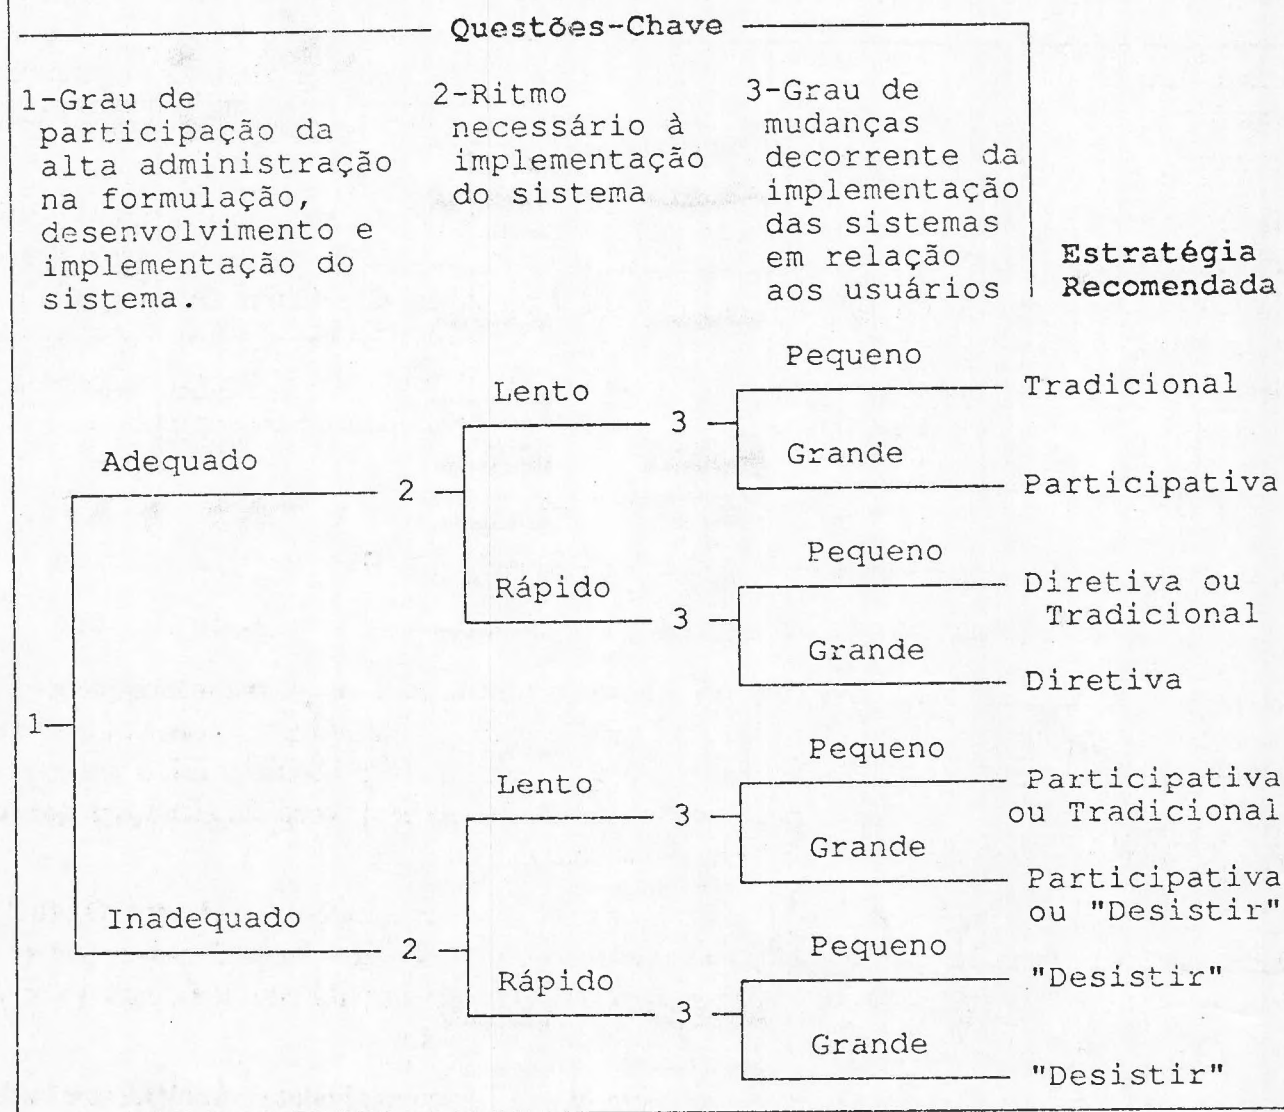 Questões-Chave
1-Grau de
participação da
alta administração
na formulação,
desenvolvimento e
implementação do
sistema.
2-Ritmo
necessário à
implementação
do sistema
3-Grau de
mudanças
decorrente da
implementação
das sistemas
em relação
aos usuários
Estratégia
Recomendada
1
Adequado
2
Lento
3
Pequeno
Tradicional
Grande
Participativa
Rápido
3
Pequeno
Diretiva ou
Tradicional
Grande
Diretiva
Inadequado
2
Lento
3
Pequeno
Participativa
ou Tradicional
Grande
Participativa
ou "Desistir"
Rápido
3
Pequeno
"Desistir"
Grande
"Desistir"